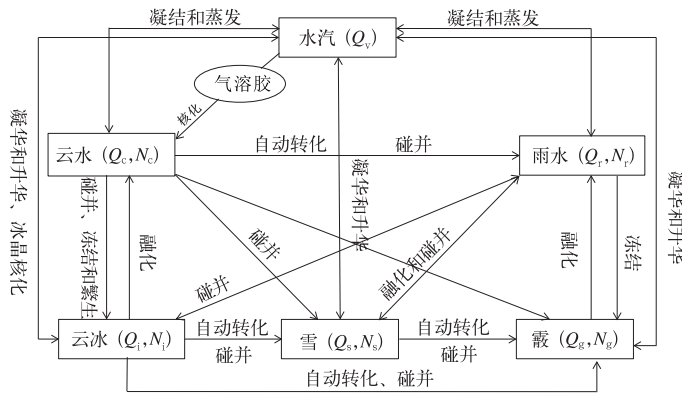 凝结和蒸发
水汽 (Qv)
凝结和蒸发
气溶胶
核化
云水 (Qc,Nc)
自动转化 碰并
雨水 (Qr,Nr)
凝华和升华、冰晶核化
碰并、冻结和繁生
融化
碰并
碰并
凝华和升华
融化和碰并
融化
冻结
凝华和升华
云冰 (Qi,Ni)
自动转化
碰并
雪 (Qs,Ns)
自动转化
碰并
霰 (Qg,Ng)
自动转化、碰并